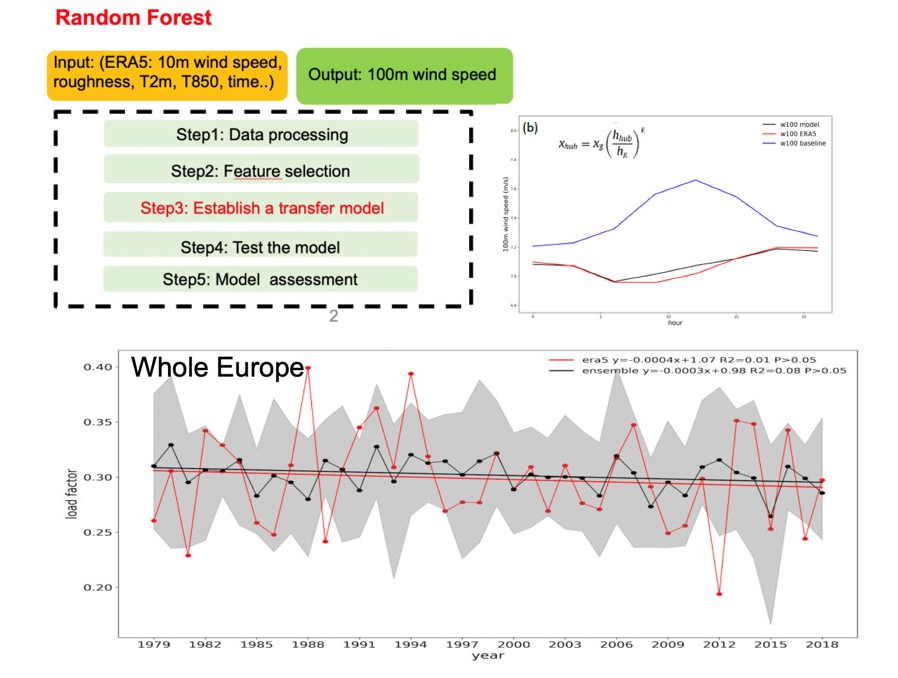 Random Forest
Input: (ERA5: 10m wind speed,
roughness, T2m, T850, time..)
Output: 100m wind speed
Step1: Data processing
Step2: Feature selection
Step3: Establish a transfer model
Step4: Test the model
Step5: Model assessment
2
(b)
w100 model
w100 ERA5
w100 baseline
100m wind speed (m/s)
hour
Whole Europe
era5 y=-0.0004x+1.07 R2=0.01 P>0.05
ensemble y=-0.0003x+0.98 R2=0.08 P>0.05
0.40
0.35
0.30
0.25
0.20
load factor
1979 1982 1985 1988 1991 1994 1997 2000 2003 2006 2009 2012 2015 2018
year